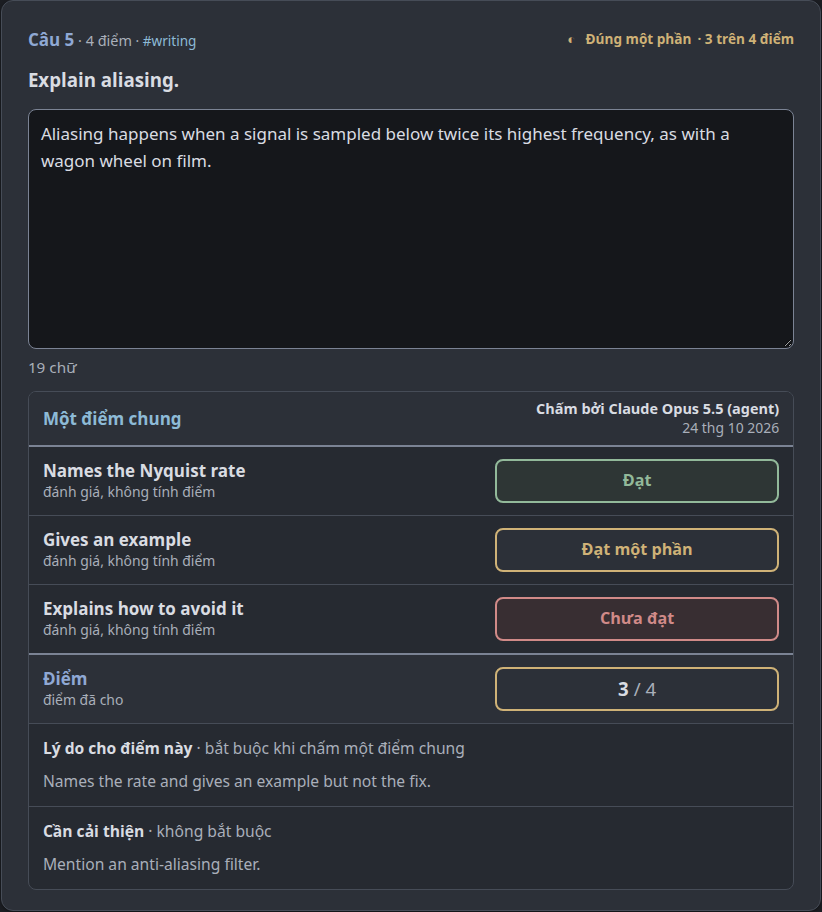 Câu 5 · 4 điểm · #writing
Đúng một phần · 3 trên 4 điểm
Explain aliasing.
Aliasing happens when a signal is sampled below twice its highest frequency, as with a
wagon wheel on film.
19 chữ
Một điểm chung
Chấm bởi Claude Opus 5.5 (agent)
24 thg 10 2026
Names the Nyquist rate
đánh giá, không tính điểm
Đạt
Gives an example
đánh giá, không tính điểm
Đạt một phần
Explains how to avoid it
đánh giá, không tính điểm
Chưa đạt
Điểm
điểm đã cho
3 / 4
Lý do cho điểm này · bắt buộc khi chấm một điểm chung
Names the rate and gives an example but not the fix.
Cần cải thiện · không bắt buộc
Mention an anti-aliasing filter.